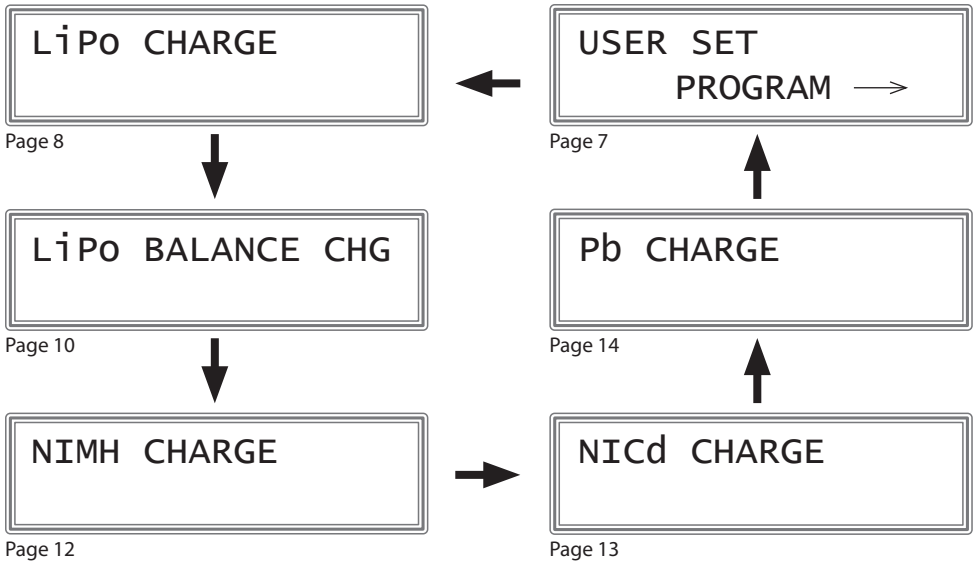 LiPo CHARGE
Page 8
USER SET
PROGRAM →
Page 7
LiPo BALANCE CHG
Page 10
Pb CHARGE
Page 14
NIMH CHARGE
Page 12
NICd CHARGE
Page 13